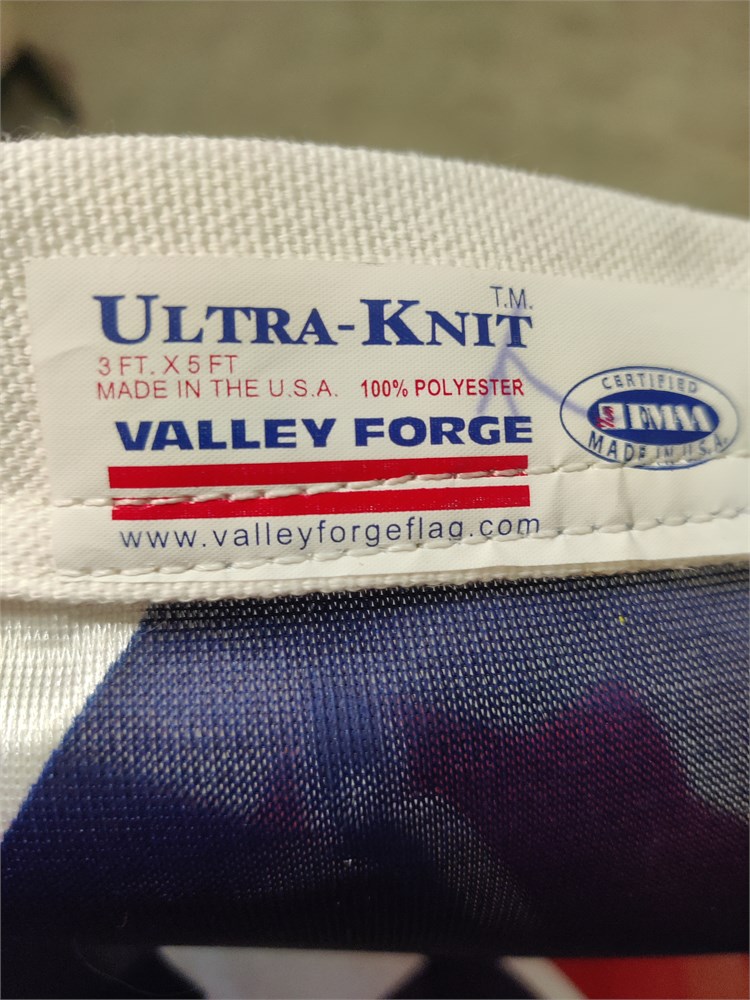 T.M.
ULTRA-KNIT
3 FT. X 5 FT
MADE IN THE U.S.A. 100% POLYESTER
VALLEY FORGE
www.valleyforgeflag.com
CERTIFIED
FMAA
MADE IN U.S.A.